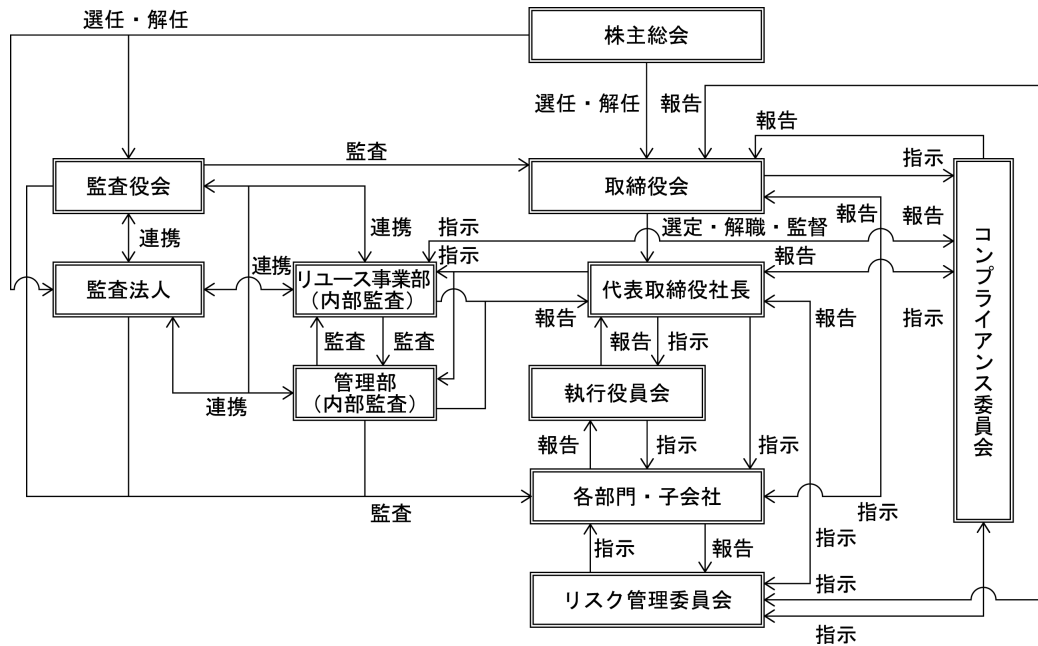 選任・解任
株主総会
選任・解任
報告
報告
監査
指示
監査役会
取締役会
連携
連携
指示
選定・解職・監督
報告
報告
連携
指示
報告
監査法人
リユース事業部
（内部監査）
代表取締役社長
報告
報告
指示
監査
監査
報告
指示
管理部
（内部監査）
執行役員会
連携
コンプライアンス委員会
報告
指示
指示
各部門・子会社
監査
指示
指示
報告
指示
リスク管理委員会
指示
指示